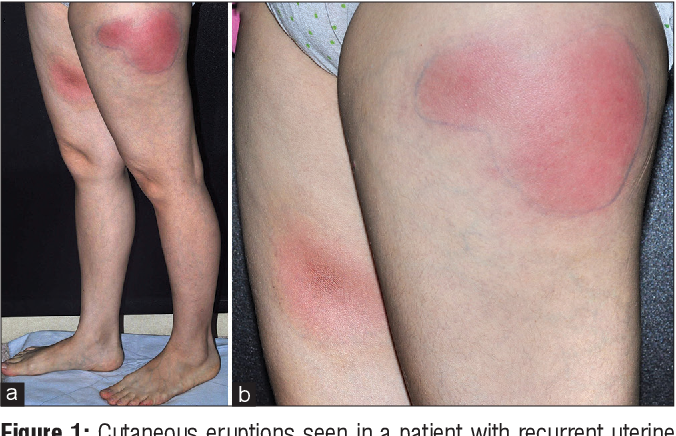 a
b
Figure 1: Cutaneous eruptions seen in a patient with recurrent uterine